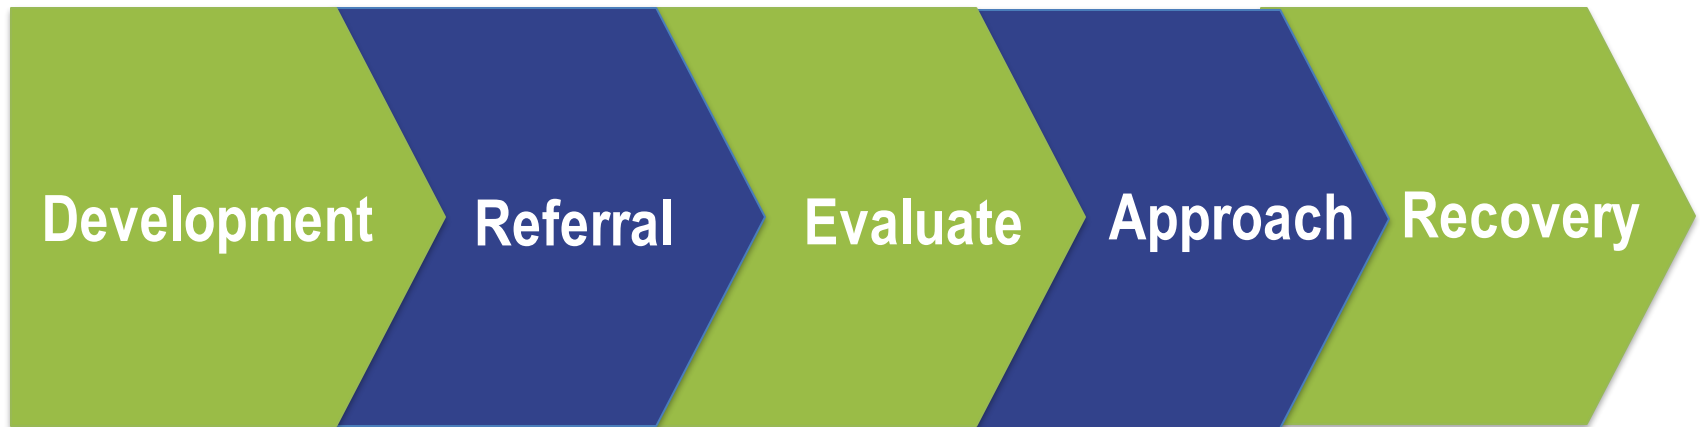 Development
Referral
Evaluate
Approach
Recovery